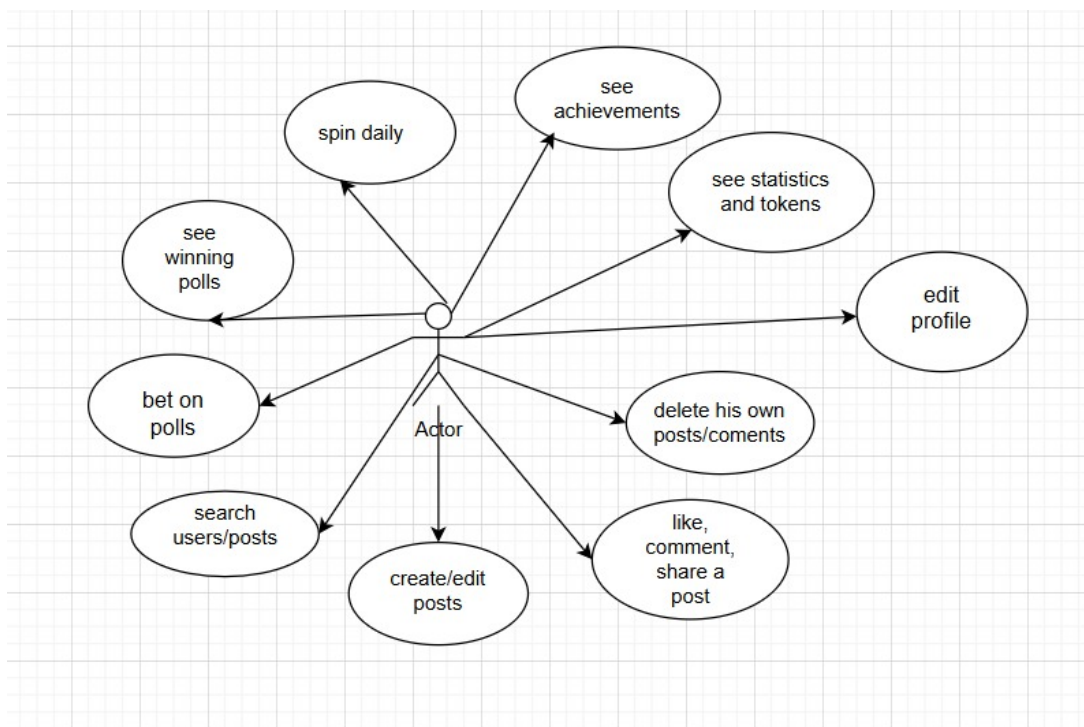 see
achievements
spin daily
see statistics
and tokens
see
winning
polls
edit
profile
bet on
polls
delete his own
posts/coments
Actor
search
users/posts
like,
comment,
share a
post
create/edit
posts